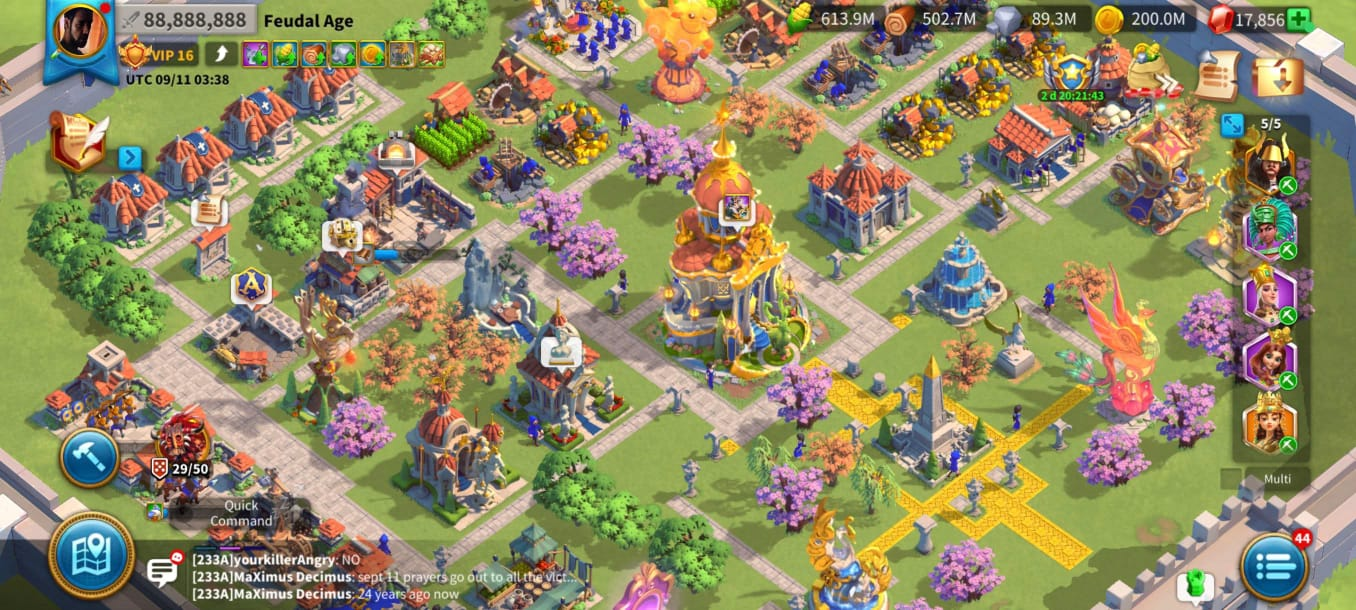 88,888,888
Feudal Age
613.9M
502.7M
89.3M
200.0M
17,856
VIP 16
UTC 09/11 03:38
2 d 20:21:43
5/5
A
GO
29/50
Quick
Command
Multi
44
[233A]yourkillerAngry: NO
[233A]MaXimus Decimus: sept 11 prayers go out to all the vict...
[233A]MaXimus Decimus: 24 years ago now